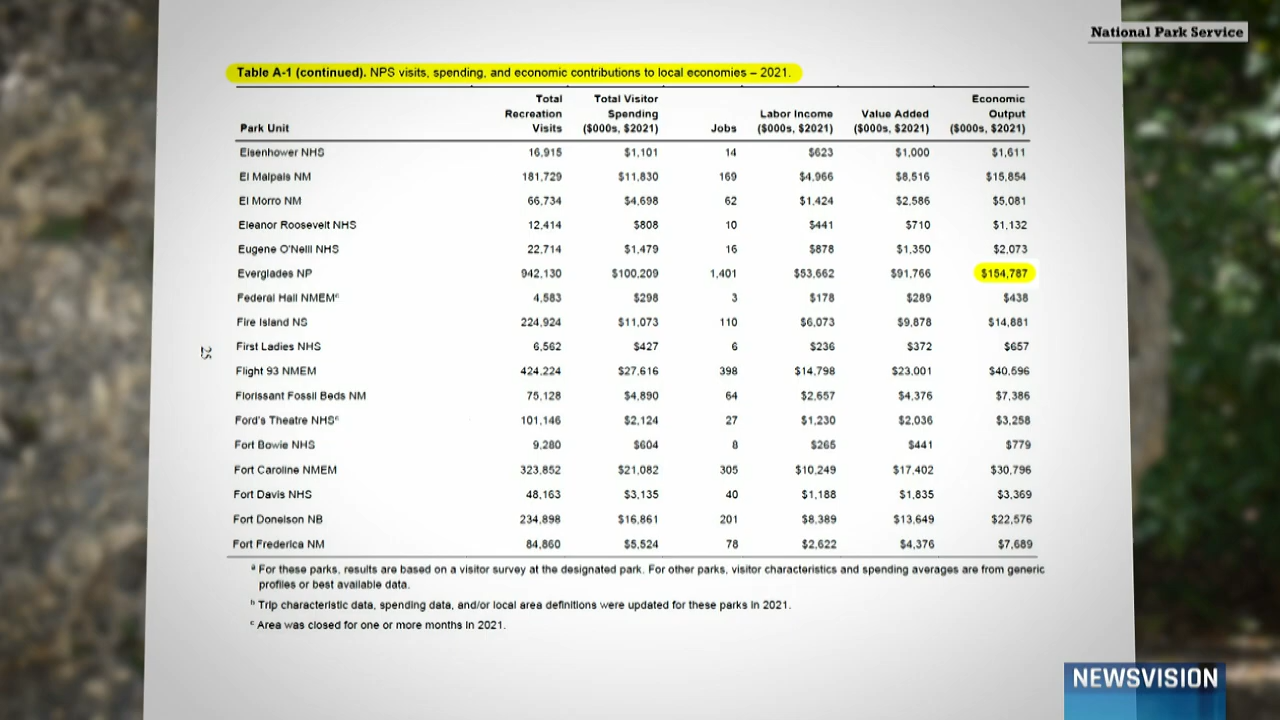 National Park Service
Table A-1 (continued). NPS visits, spending, and economic contributions to local economies – 2021.
Park Unit Total Recreation Visits Total Visitor Spending ($000s, $2021) Jobs Labor Income ($000s, $2021) Value Added ($000s, $2021) Economic Output ($000s, $2021)
Eisenhower NHS 16,915 $1,101 14 $623 $1,000 $1,611
El Malpais NM 181,729 $11,830 169 $4,966 $8,516 $15,854
El Morro NM 66,734 $4,698 62 $1,424 $2,586 $5,081
Eleanor Roosevelt NHS 12,414 $808 10 $441 $710 $1,132
Eugene O'Neill NHS 22,714 $1,479 16 $878 $1,350 $2,073
Everglades NP 942,130 $100,209 1,401 $53,662 $91,766 $154,787
Federal Hall NMEMᶜ 4,583 $298 3 $178 $289 $438
Fire Island NS 224,924 $11,073 110 $6,073 $9,878 $14,881
First Ladies NHS 6,562 $427 6 $236 $372 $657
Flight 93 NMEM 424,224 $27,616 398 $14,798 $23,001 $40,596
Florissant Fossil Beds NM 75,128 $4,890 64 $2,657 $4,376 $7,386
Ford's Theatre NHSᶜ 101,146 $2,124 27 $1,230 $2,036 $3,258
Fort Bowie NHS 9,280 $604 8 $265 $441 $779
Fort Caroline NMEM 323,852 $21,082 305 $10,249 $17,402 $30,796
Fort Davis NHS 48,163 $3,135 40 $1,188 $1,835 $3,369
Fort Donelson NB 234,898 $16,861 201 $8,389 $13,649 $22,576
Fort Frederica NM 84,860 $5,524 78 $2,622 $4,376 $7,689
25
ᵃ For these parks, results are based on a visitor survey at the designated park. For other parks, visitor characteristics and spending averages are from generic
profiles or best available data.
ᵇ Trip characteristic data, spending data, and/or local area definitions were updated for these parks in 2021.
ᶜ Area was closed for one or more months in 2021.
NEWSVISION